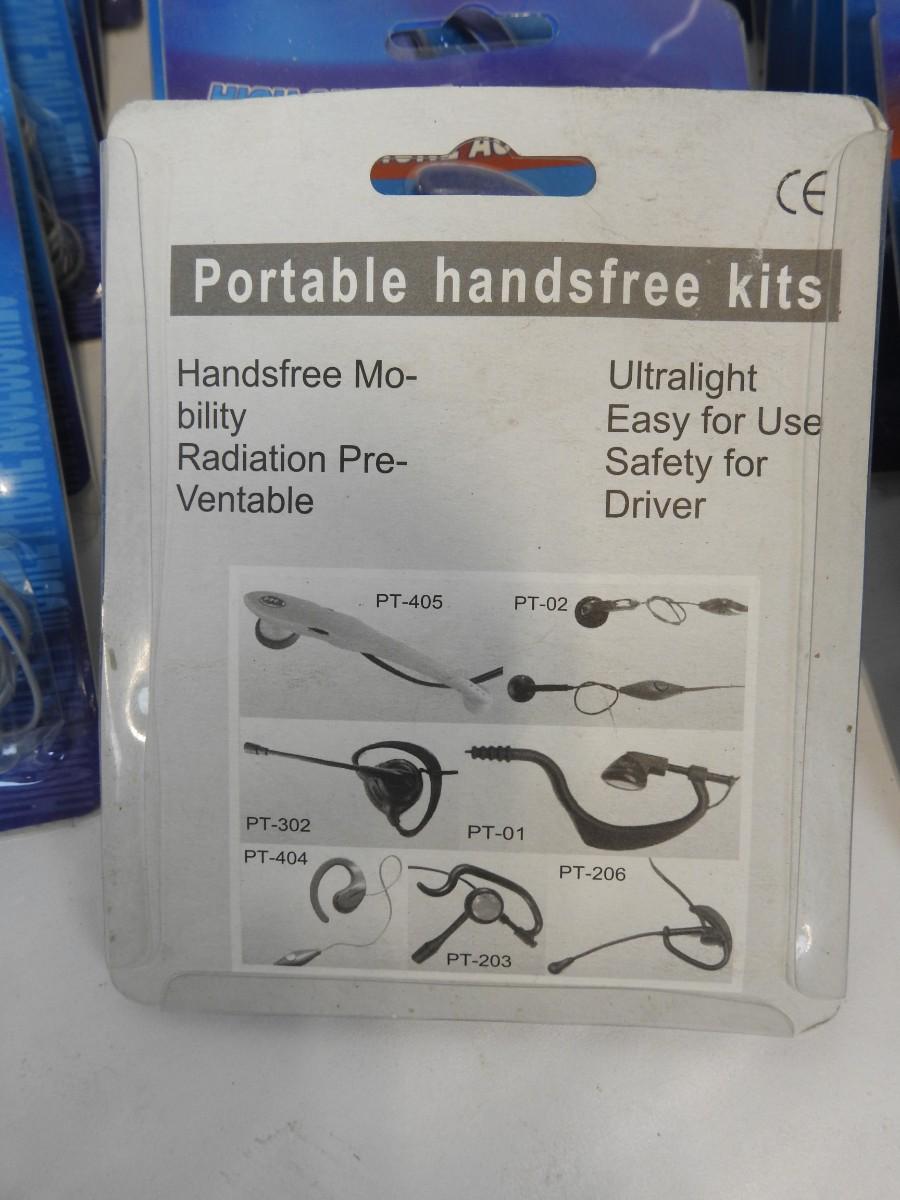 CE
Portable handsfree kits
Handsfree Mo-
bility
Radiation Pre-
Ventable
Ultralight
Easy for Use
Safety for
Driver
PT-405
PT-02
PT-302
PT-01
PT-404
PT-203
PT-206